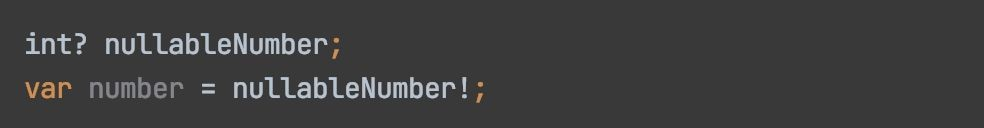 int? nullableNumber;
var number = nullableNumber!;